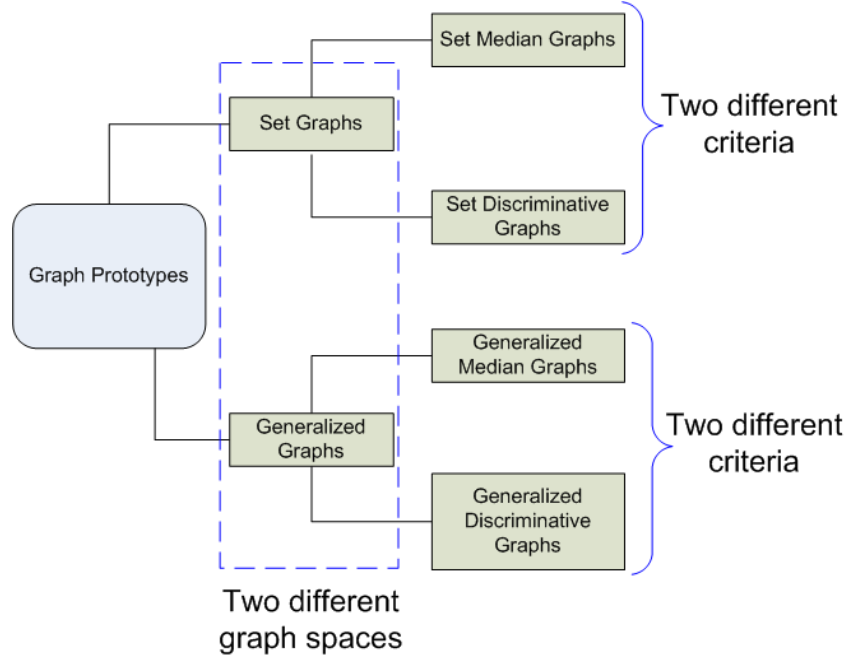 Set Median Graphs
Set Graphs
Two different
criteria
Set Discriminative
Graphs
Graph Prototypes
Generalized
Median Graphs
Generalized
Graphs
Two different
criteria
Generalized
Discriminative
Graphs
Two different
graph spaces